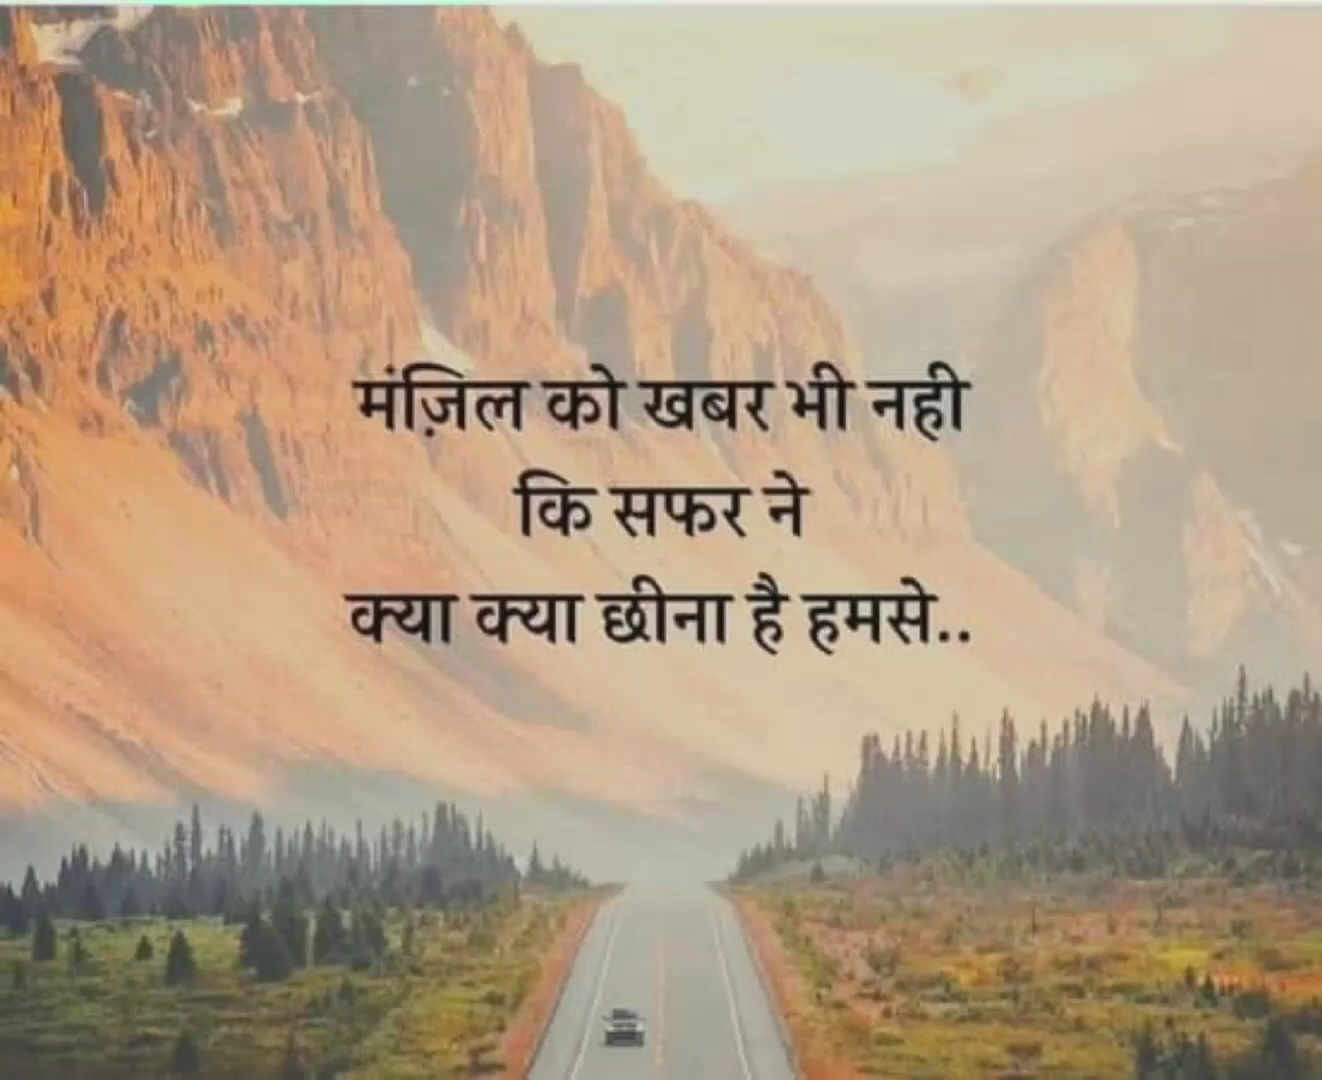 मंज़िल को खबर भी नही
कि सफर ने
क्या क्या छीना है हमसे..